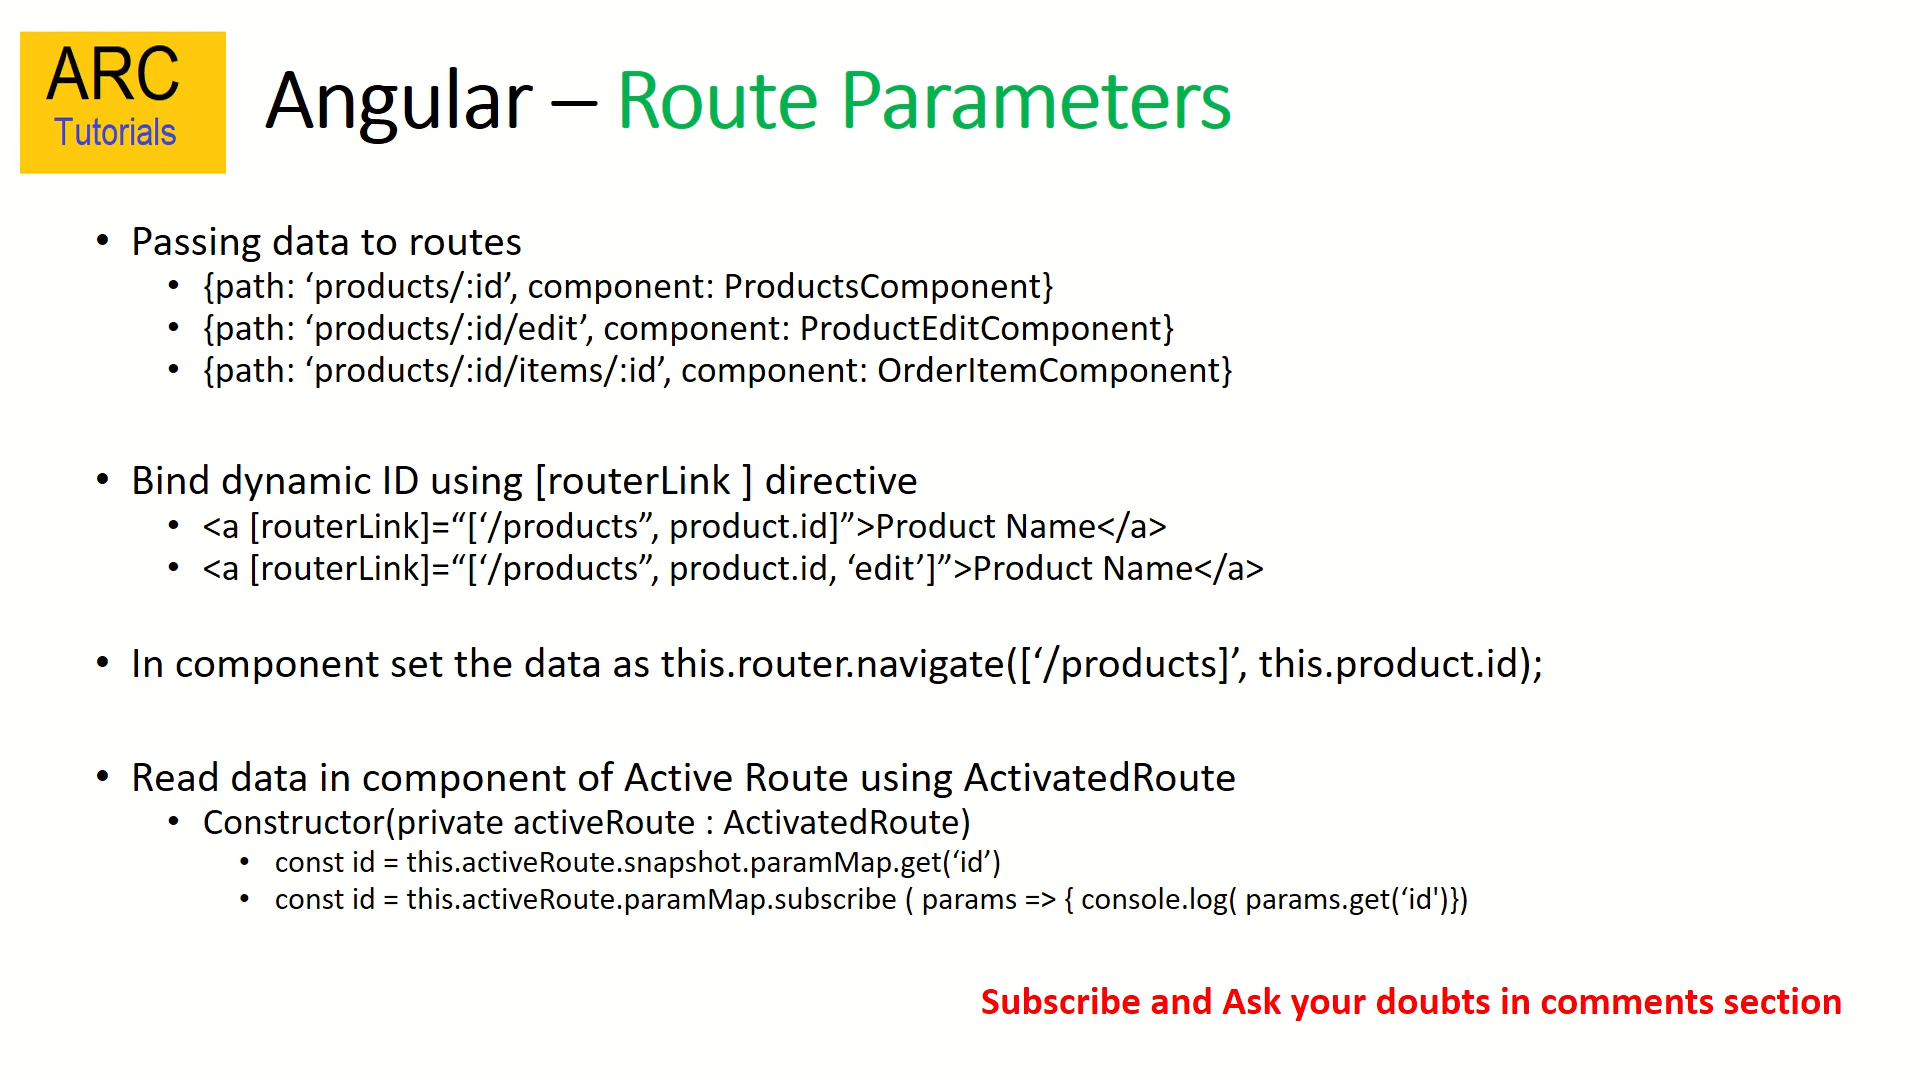 ARC
Tutorials
Angular – Route Parameters
• Passing data to routes
• {path: ‘products/:id’, component: ProductsComponent}
• {path: ‘products/:id/edit’, component: ProductEditComponent}
• {path: ‘products/:id/items/:id’, component: OrderItemComponent}
• Bind dynamic ID using [routerLink ] directive
• <a [routerLink]=“[‘/products”, product.id]”>Product Name</a>
• <a [routerLink]=“[‘/products”, product.id, ‘edit’]”>Product Name</a>
• In component set the data as this.router.navigate([‘/products]’, this.product.id);
• Read data in component of Active Route using ActivatedRoute
• Constructor(private activeRoute : ActivatedRoute)
• const id = this.activeRoute.snapshot.paramMap.get(‘id’)
• const id = this.activeRoute.paramMap.subscribe ( params => { console.log( params.get(‘id')})
Subscribe and Ask your doubts in comments section